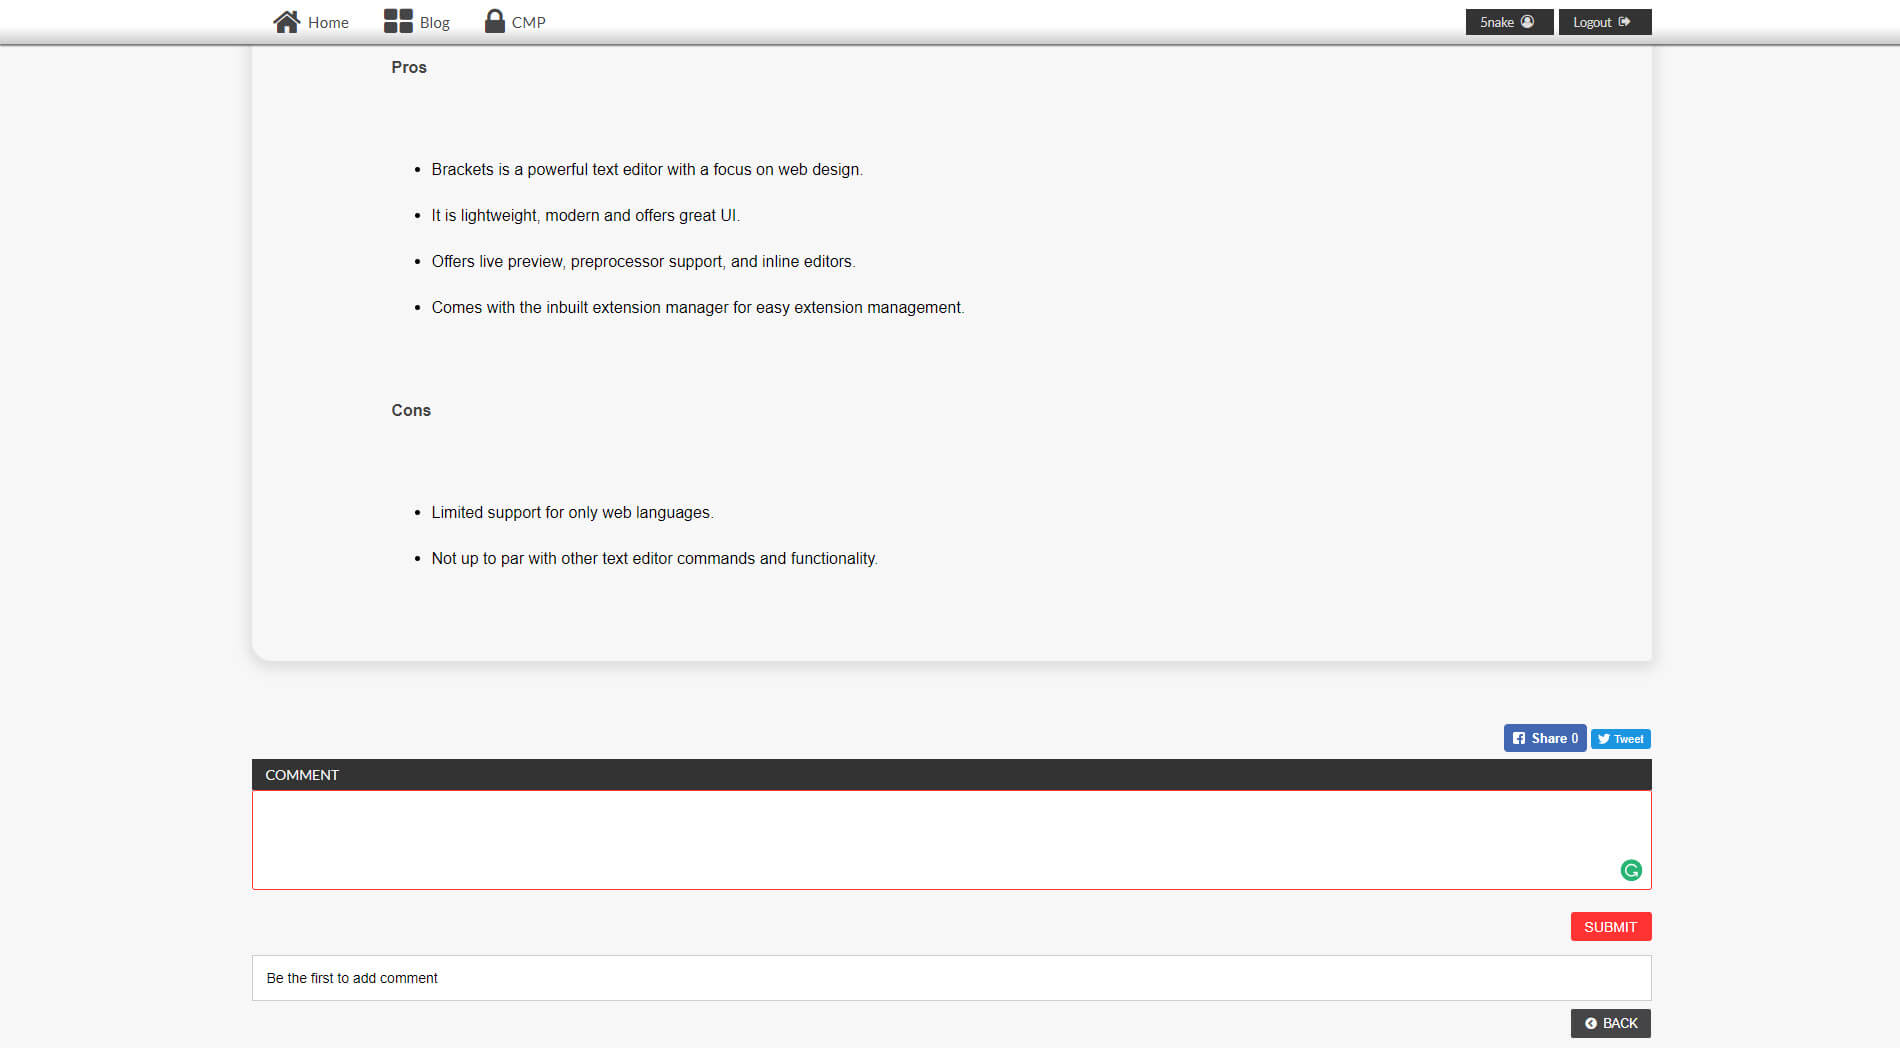 Home Blog CMP 5nake Logout
Pros
Brackets is a powerful text editor with a focus on web design.
It is lightweight, modern and offers great UI.
Offers live preview, preprocessor support, and inline editors.
Comes with the inbuilt extension manager for easy extension management.
Cons
Limited support for only web languages.
Not up to par with other text editor commands and functionality.
Share 0 Tweet
COMMENT
SUBMIT
Be the first to add comment
BACK